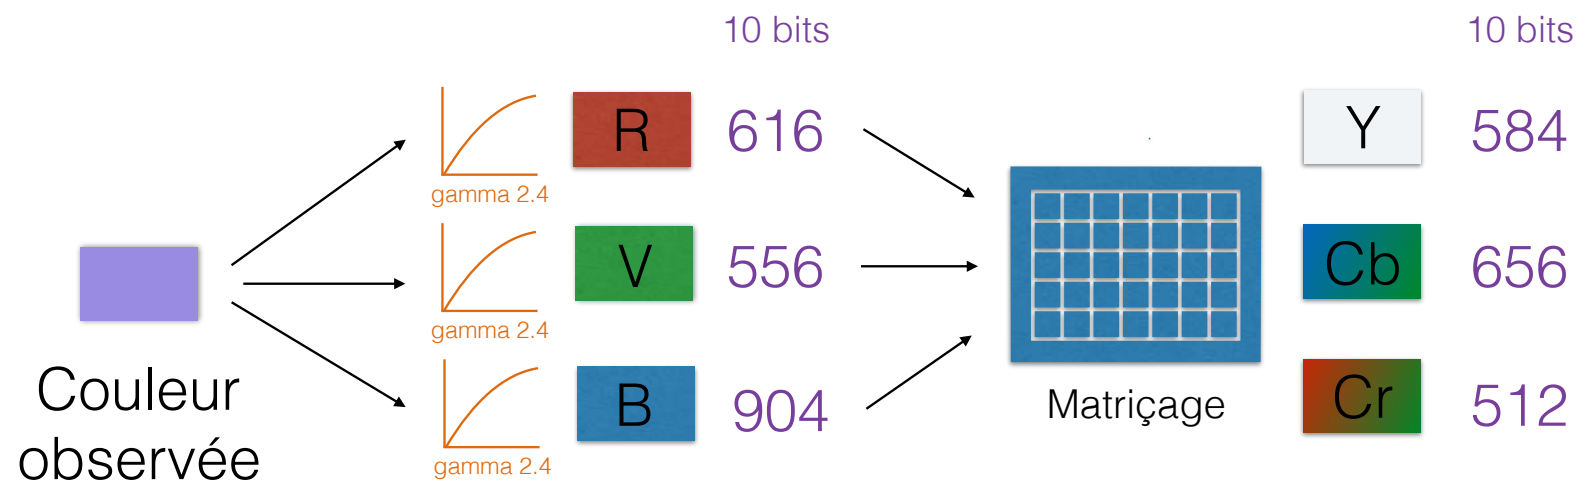 10 bits
10 bits
R
616
Y
584
gamma 2.4
V
556
Cb
656
gamma 2.4
Couleur
observée
B
904
Matriçage
Cr
512
gamma 2.4